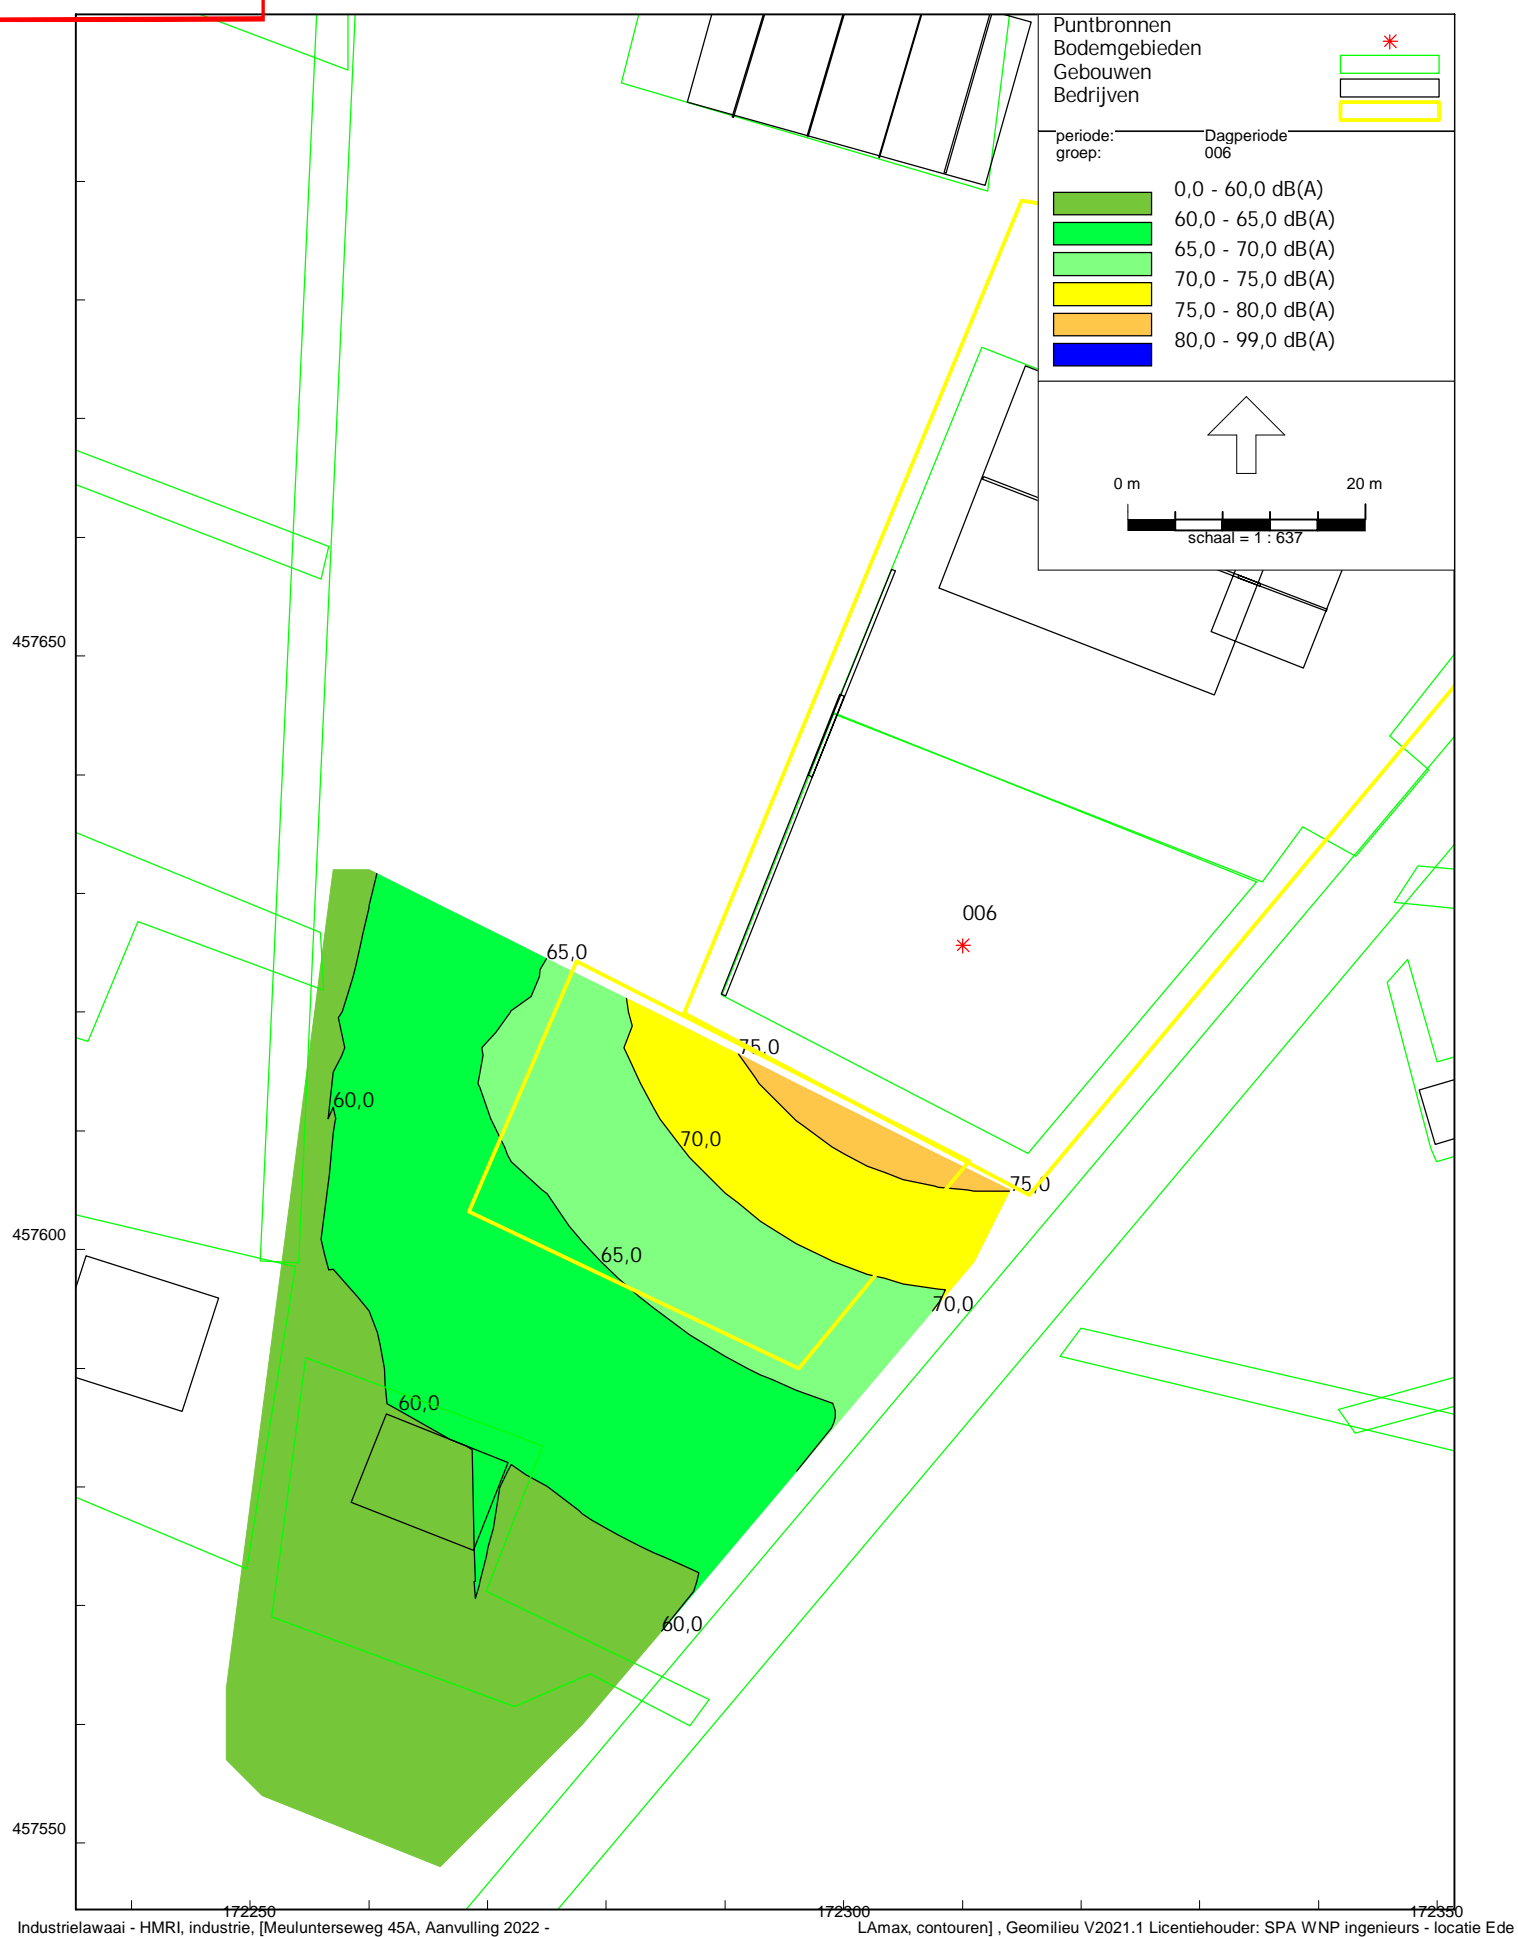 Puntbronnen
Bodemgebieden
Gebouwen
Bedrijven
periode: Dagperiode
groep: 006
0,0 - 60,0 dB(A)
60,0 - 65,0 dB(A)
65,0 - 70,0 dB(A)
70,0 - 75,0 dB(A)
75,0 - 80,0 dB(A)
80,0 - 99,0 dB(A)
0 m 20 m
schaal = 1 : 637
457650
006
65,0
75,0
60,0
70,0
75,0
457600
65,0
70,0
60,0
60,0
457550
172250 172300 172350
Industrielawaai - HMRI, industrie, [Meulunterseweg 45A, Aanvulling 2022 - LAmax, contouren] , Geomilieu V2021.1 Licentiehouder: SPA WNP ingenieurs - locatie Ede